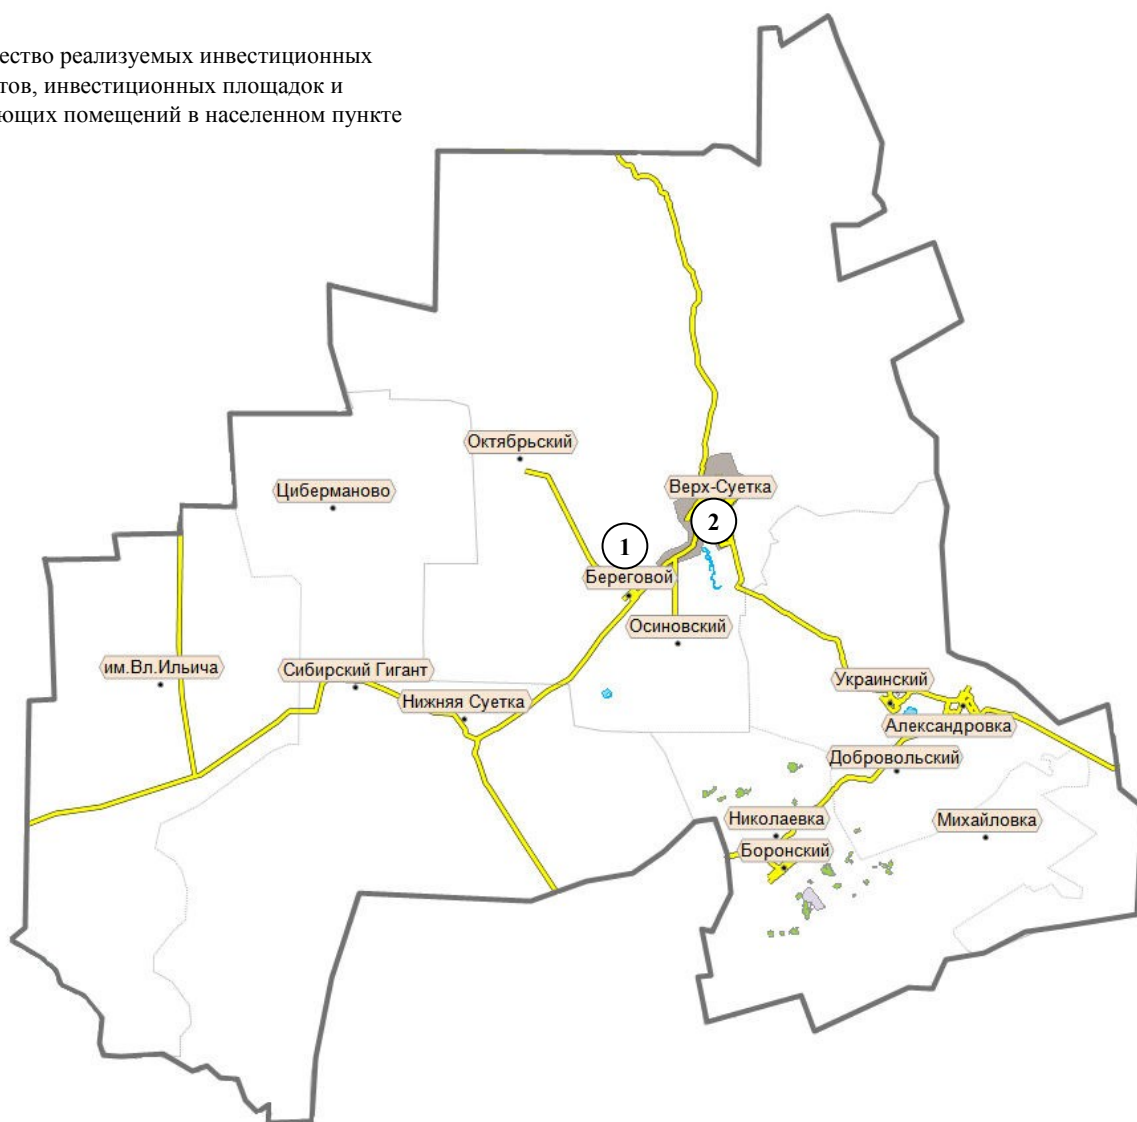 ество реализуемых инвестиционных
тов, инвестиционных площадок и
ющих помещений в населенном пункте
Октябрьский
Циберманово
Верх-Суетка
2
1
Береговой
Осиновский
им.Вл.Ильича
Сибирский Гигант
Нижняя Суетка
Украинский
Александровка
Добровольский
Николаевка
Михайловка
Боронский